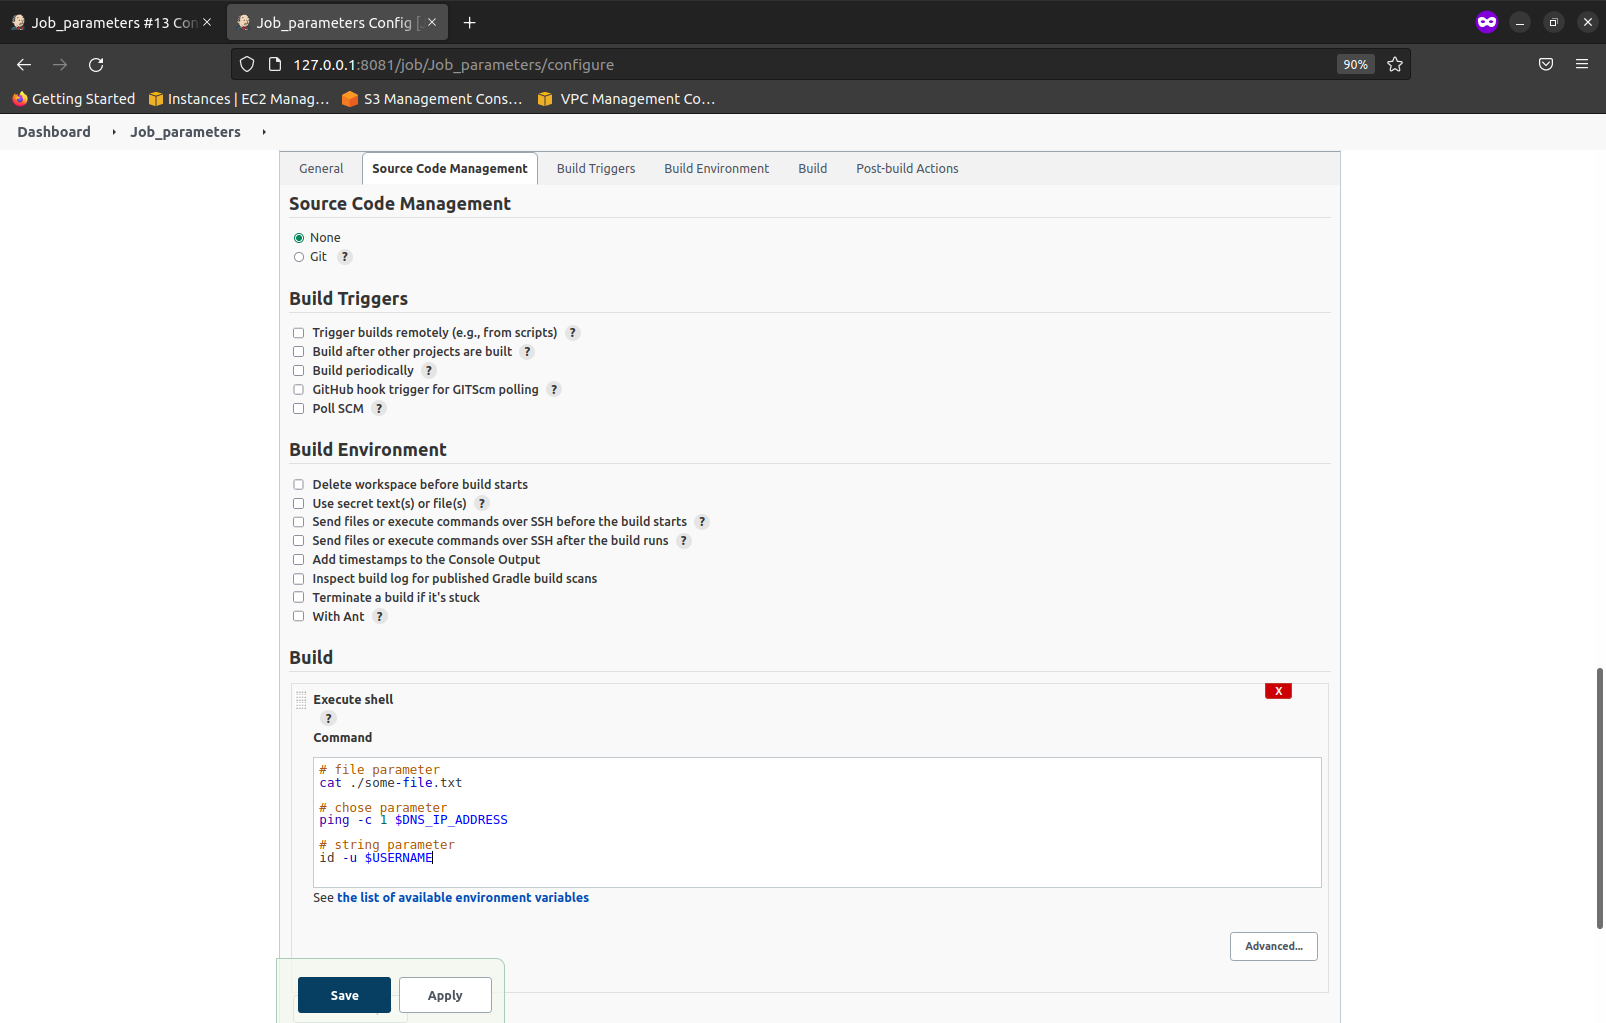 Job_parameters #13 Con
Job_parameters Config [
127.0.0.1:8081/job/Job_parameters/configure
90%
Getting Started
Instances | EC2 Manag...
S3 Management Cons...
VPC Management Co...
Dashboard
Job_parameters
General
Source Code Management
Build Triggers
Build Environment
Build
Post-build Actions
Source Code Management
None
Git ?
Build Triggers
Trigger builds remotely (e.g., from scripts) ?
Build after other projects are built ?
Build periodically ?
GitHub hook trigger for GITScm polling ?
Poll SCM ?
Build Environment
Delete workspace before build starts
Use secret text(s) or file(s) ?
Send files or execute commands over SSH before the build starts ?
Send files or execute commands over SSH after the build runs ?
Add timestamps to the Console Output
Inspect build log for published Gradle build scans
Terminate a build if it's stuck
With Ant ?
Build
X
Execute shell
?
Command
# file parameter
cat ./some-file.txt
# chose parameter
ping -c 1 $DNS_IP_ADDRESS
# string parameter
id -u $USERNAME
See the list of available environment variables
Advanced...
Save
Apply